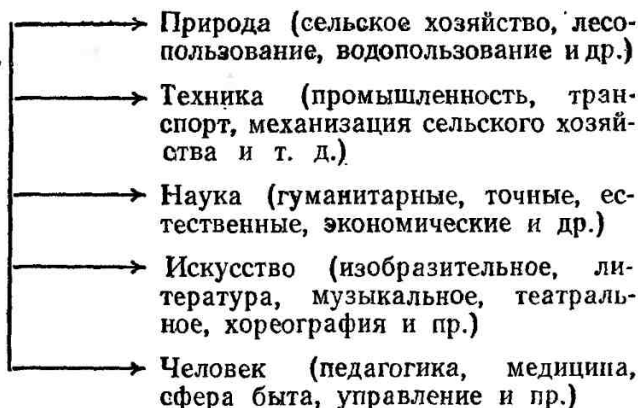 Природа (сельское хозяйство, лесо-
пользование, водопользование и др.)
Техника (промышленность, тран-
спорт, механизация сельского хозяй-
ства и т. д.)
Наука (гуманитарные, точные, ес-
тественные, экономические и др.)
Искусство (изобразительное, ли-
тература, музыкальное, театраль-
ное, хореография и пр.)
Человек (педагогика, медицина,
сфера быта, управление и пр.)